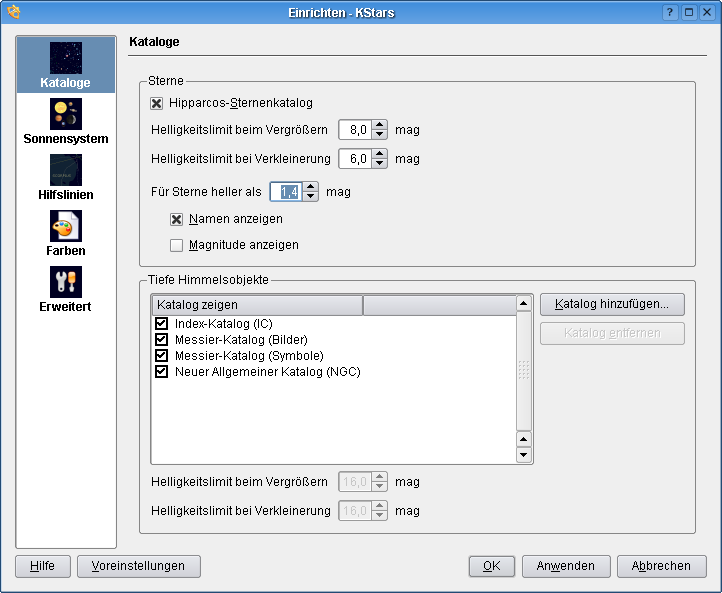 Einrichten - KStars
Kataloge
Sonnensystem
Hilfslinien
Farben
Erweitert
Kataloge
Sterne
Hipparcos-Sternenkatalog
Helligkeitslimit beim Vergrößern 8,0 mag
Helligkeitslimit bei Verkleinerung 6,0 mag
Für Sterne heller als 1,4 mag
Namen anzeigen
Magnitude anzeigen
Tiefe Himmelsobjekte
Katalog zeigen
Index-Katalog (IC)
Messier-Katalog (Bilder)
Messier-Katalog (Symbole)
Neuer Allgemeiner Katalog (NGC)
Katalog hinzufügen...
Katalog entfernen
Helligkeitslimit beim Vergrößern 16,0 mag
Helligkeitslimit bei Verkleinerung 16,0 mag
Hilfe Voreinstellungen OK Anwenden Abbrechen